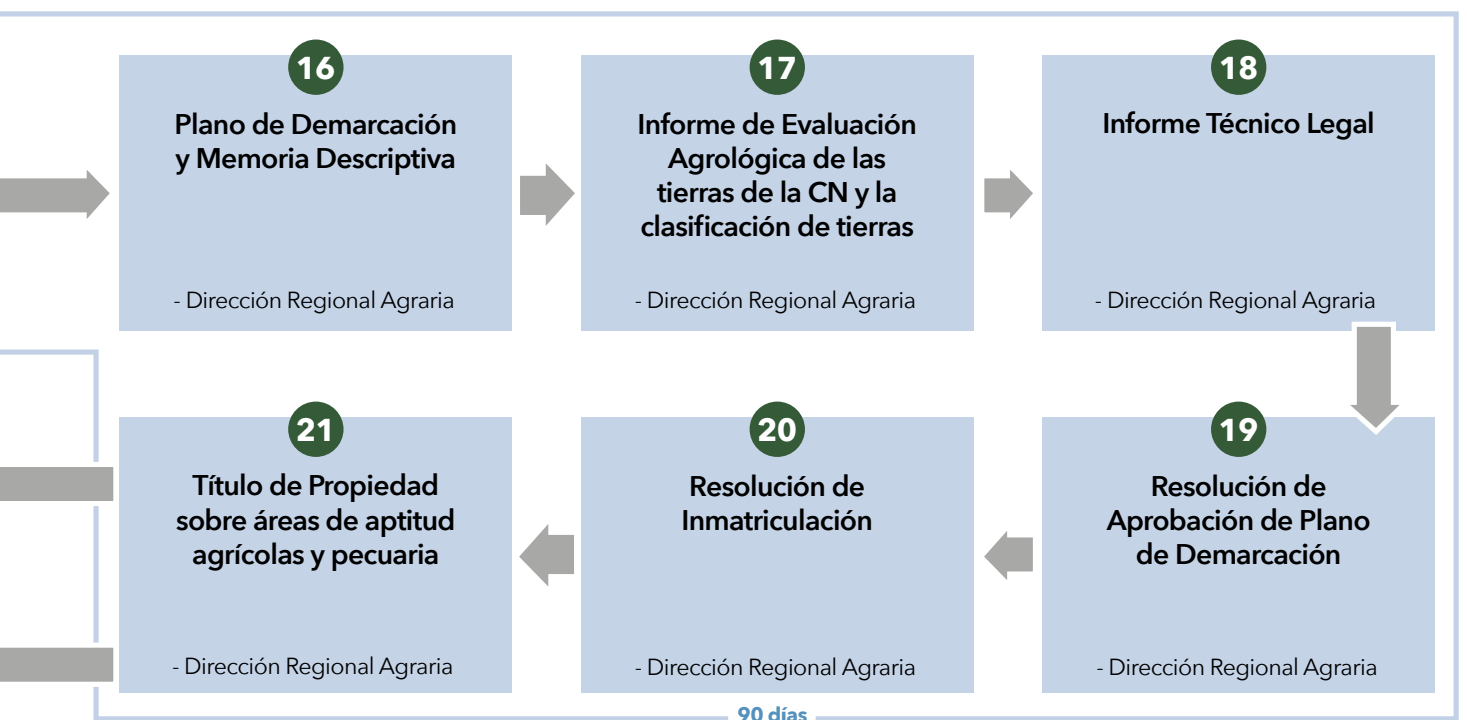 16
Plano de Demarcación
y Memoria Descriptiva
- Dirección Regional Agraria
17
Informe de Evaluación
Agrológica de las
tierras de la CN y la
clasificación de tierras
- Dirección Regional Agraria
18
Informe Técnico Legal
- Dirección Regional Agraria
19
Resolución de
Aprobación de Plano
de Demarcación
- Dirección Regional Agraria
20
Resolución de
Inmatriculación
- Dirección Regional Agraria
21
Título de Propiedad
sobre áreas de aptitud
agrícolas y pecuaria
- Dirección Regional Agraria
90 días